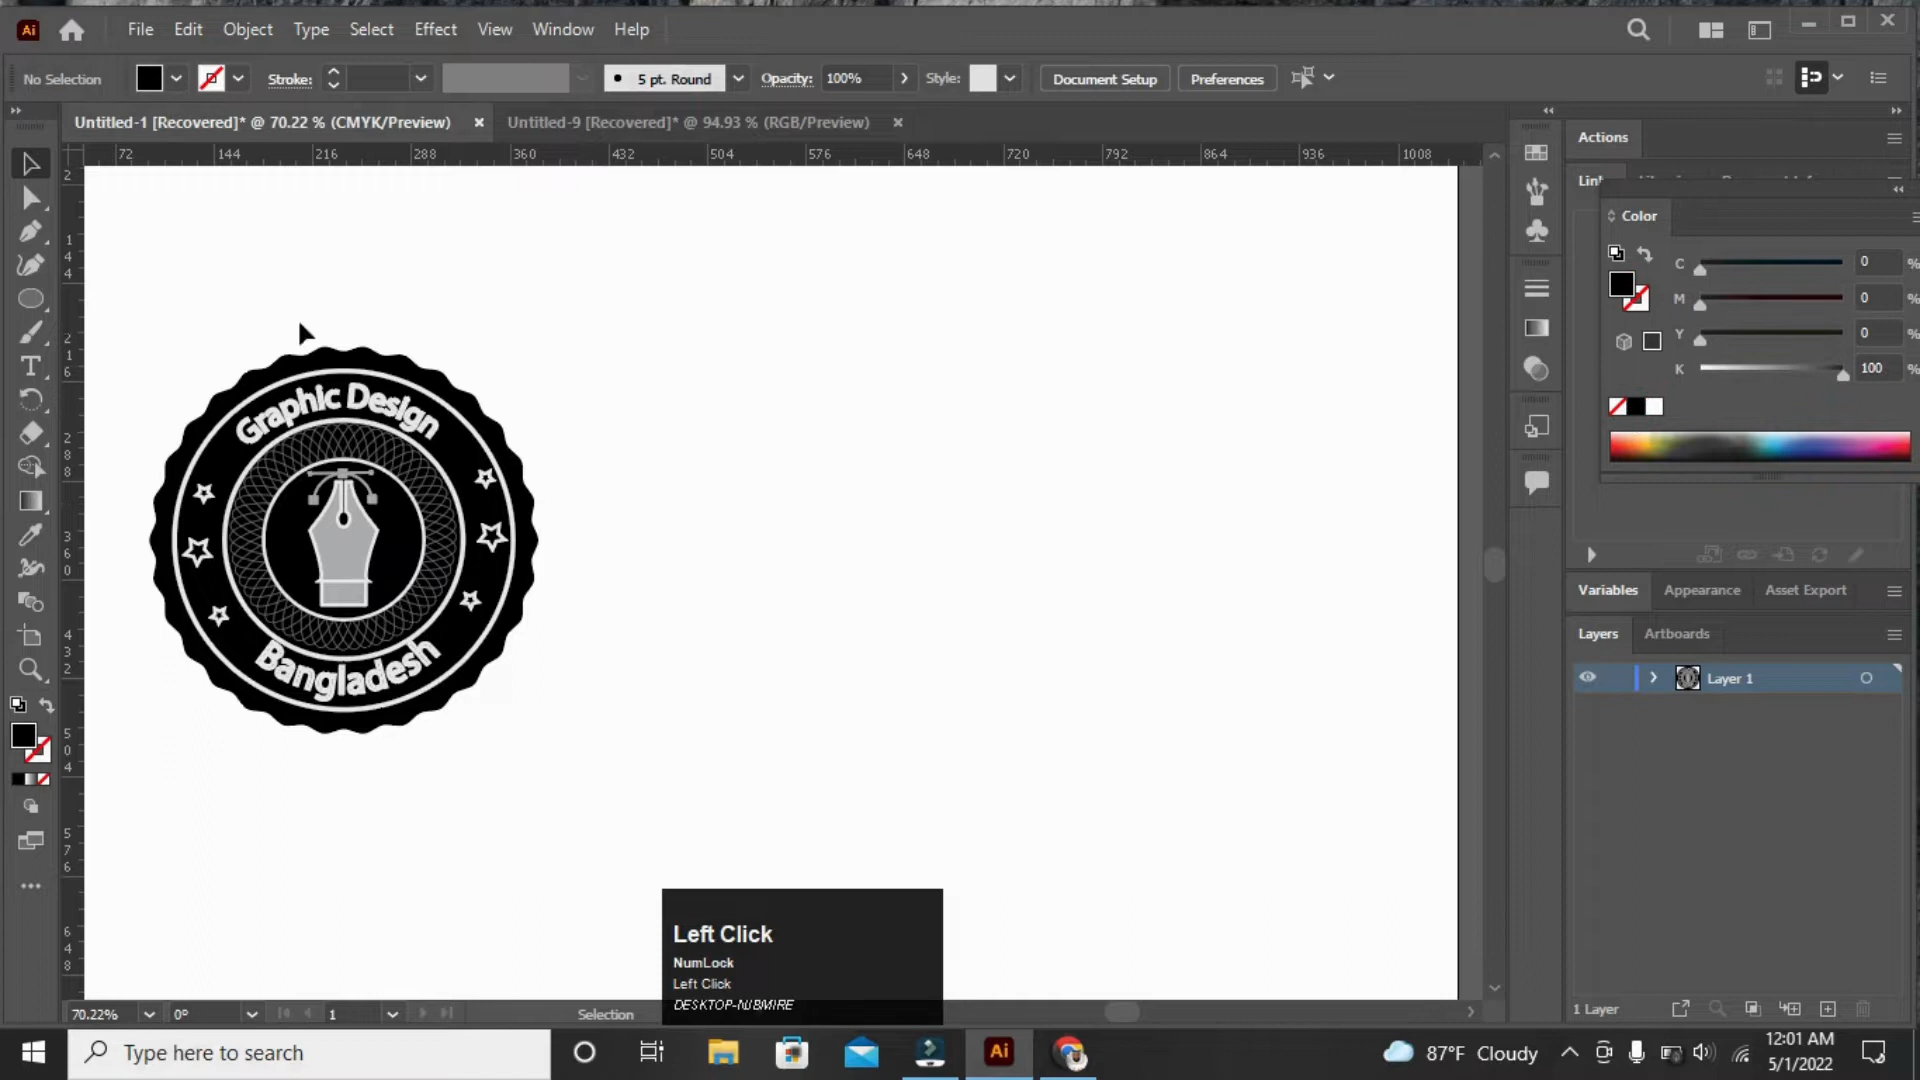 File Edit Object Type Select Effect View Window Help
No Selection Stroke: 5 pt. Round Opacity: 100% Style: Document Setup Preferences
Untitled-1 [Recovered]* @ 70.22 % (CMYK/Preview) × Untitled-9 [Recovered]* @ 94.93 % (RGB/Preview) ×
72 144 216 288 360 432 504 576 648 720 792 864 936 1008
Actions
Color
C 0 %
M 0 %
Y 0 %
K 100 %
Graphic Design
Bangladesh
Variables Appearance Asset Export
Layers Artboards
Layer 1
1 Layer
Left Click
NumLock
Left Click
70.22% 0° 1 Selection
Type here to search
Ai
87°F Cloudy
12:01 AM
5/1/2022